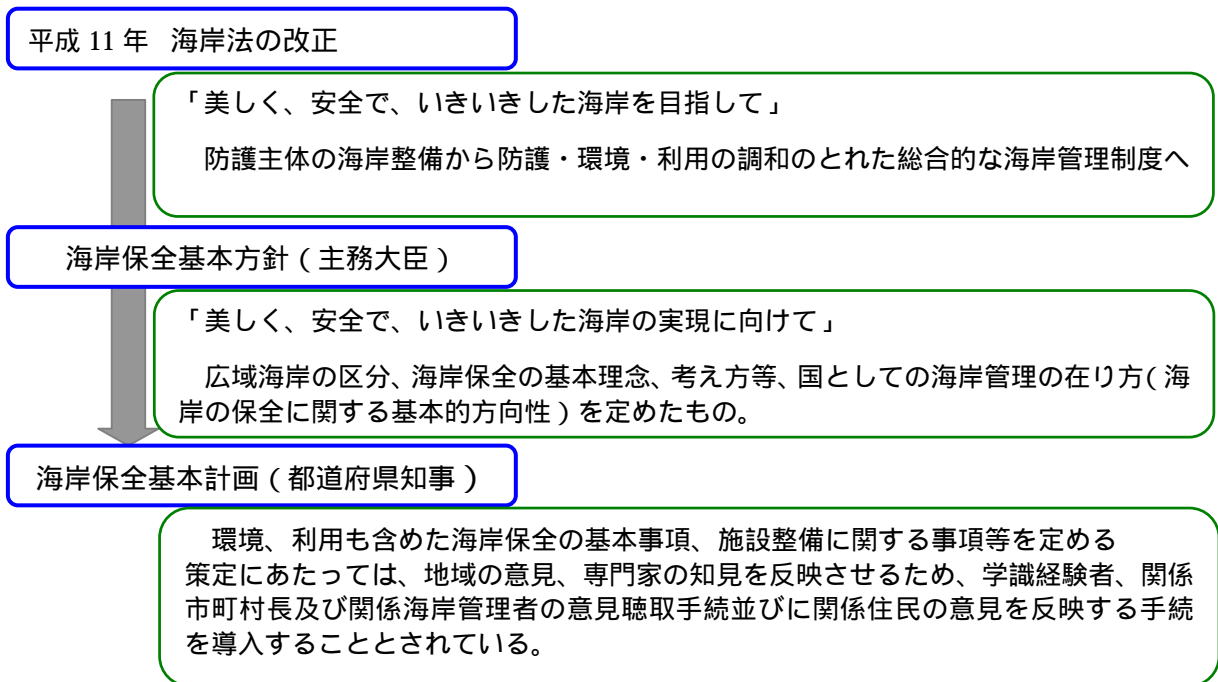 平成 11 年 海岸法の改正
「美しく、安全で、いきいきした海岸を目指して」
防護主体の海岸整備から防護・環境・利用の調和のとれた総合的な海岸管理制度へ
海岸保全基本方針(主務大臣)
「美しく、安全で、いきいきした海岸の実現に向けて」
広域海岸の区分、海岸保全の基本理念、考え方等、国としての海岸管理の在り方(海
岸の保全に関する基本的方向性)を定めたもの。
海岸保全基本計画(都道府県知事)
環境、利用も含めた海岸保全の基本事項、施設整備に関する事項等を定める
策定にあたっては、地域の意見、専門家の知見を反映させるため、学識経験者、関係
市町村長及び関係海岸管理者の意見聴取手続並びに関係住民の意見を反映する手続
を導入することとされている。